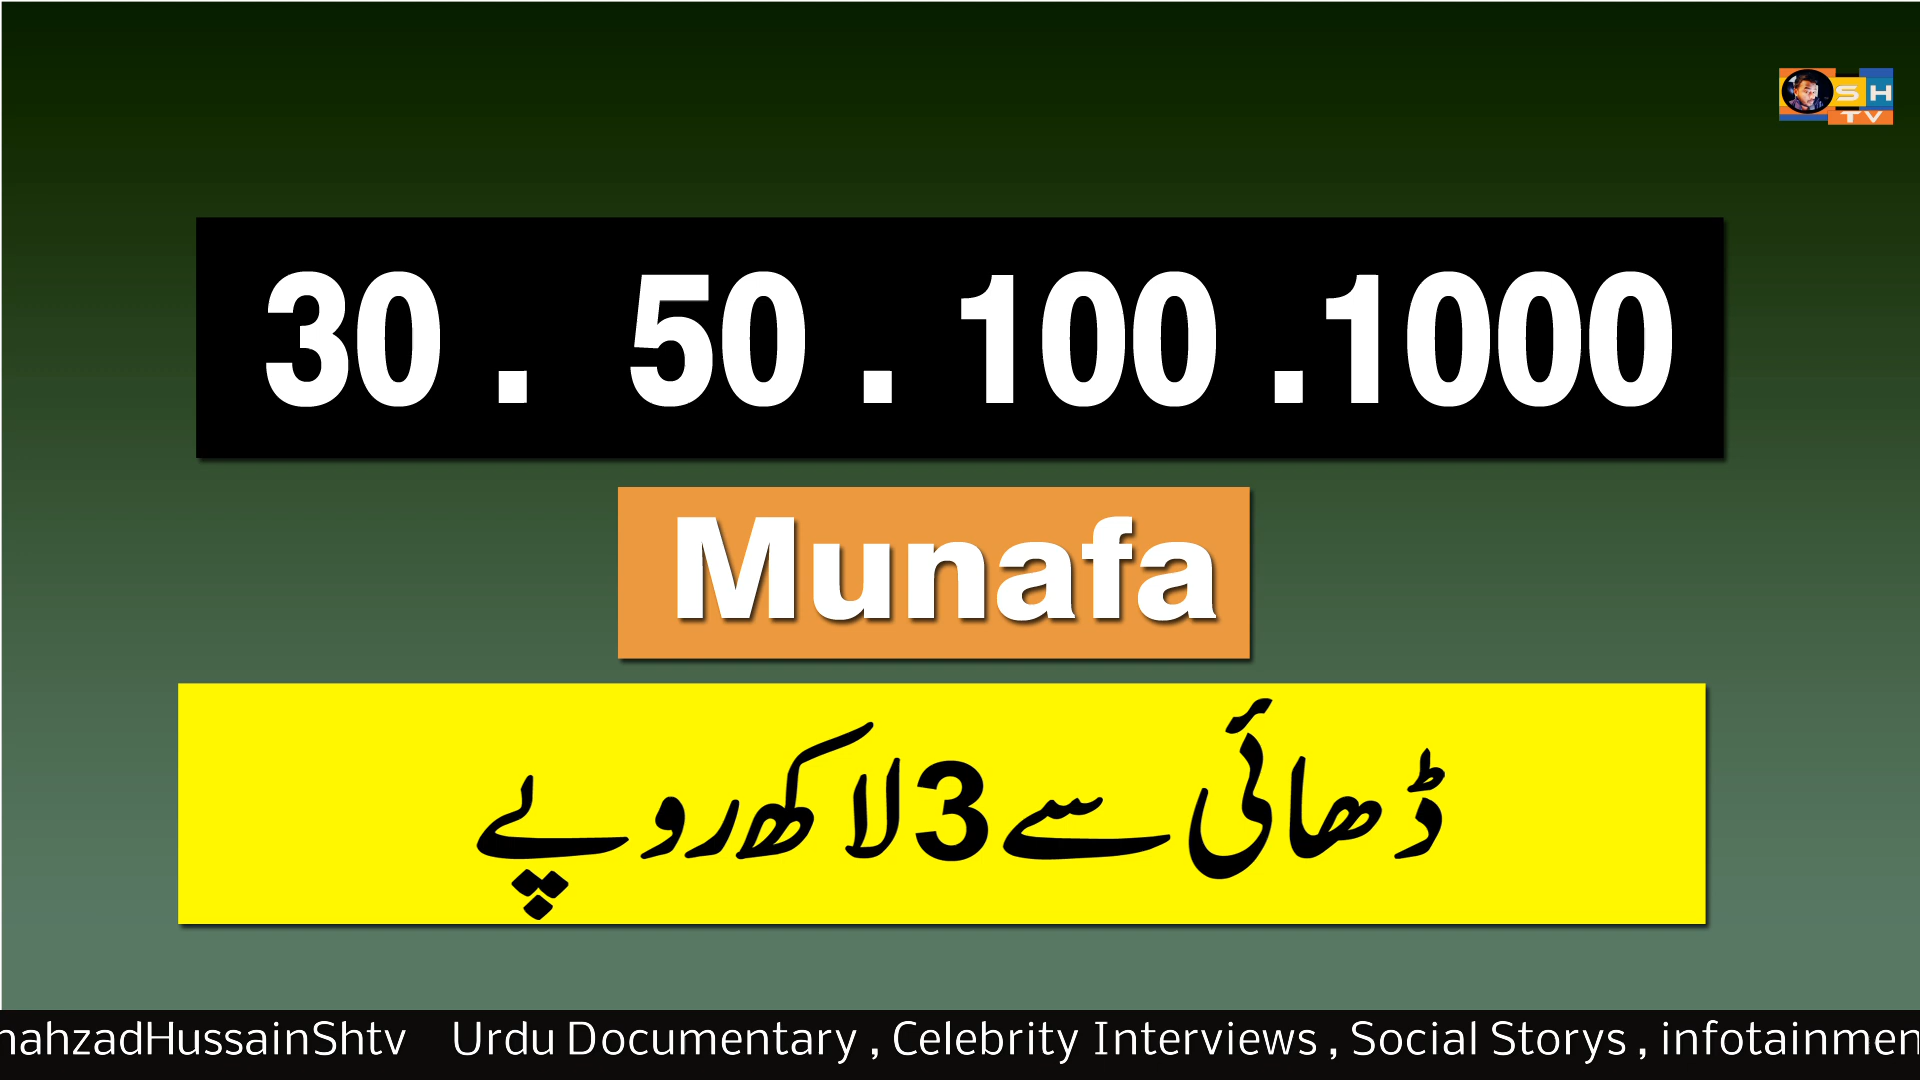 SH
TV
30 . 50 . 100 .1000
Munafa
ڈھائی سے 3 لاکھ روپے
hahzadHussainShtv Urdu Documentary , Celebrity Interviews , Social Storys , infotainmen